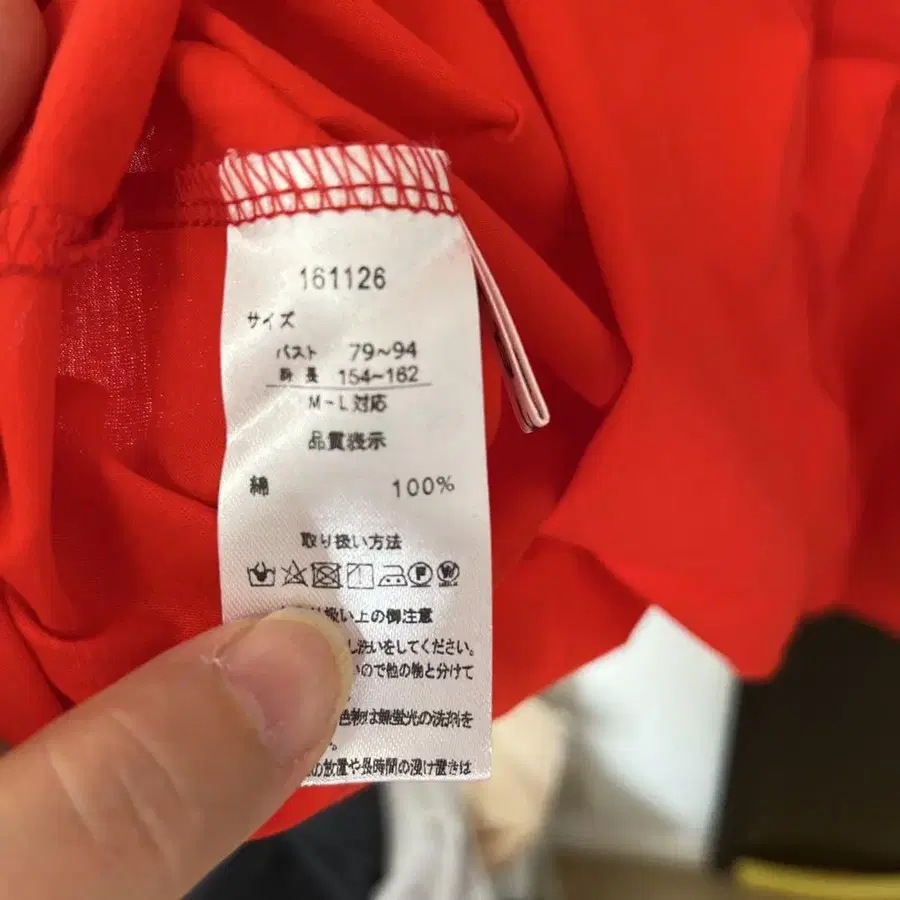 161126
サイズ
バスト 79~94
身長 154~162
M~L対応
品質表示
綿 100%
取り扱い方法
扱い上の御注意
し洗いをしてください。
ので他の物と分けて
色物は無蛍光の洗剤を
。
の放置や長時間の浸け置きは